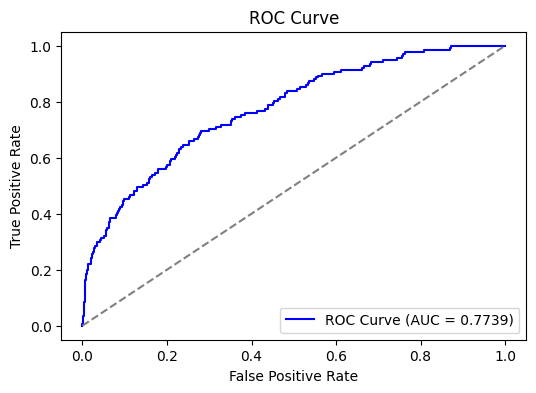 ROC Curve
True Positive Rate
1.0
0.8
0.6
0.4
0.2
0.0
ROC Curve (AUC = 0.7739)
0.0 0.2 0.4 0.6 0.8 1.0
False Positive Rate